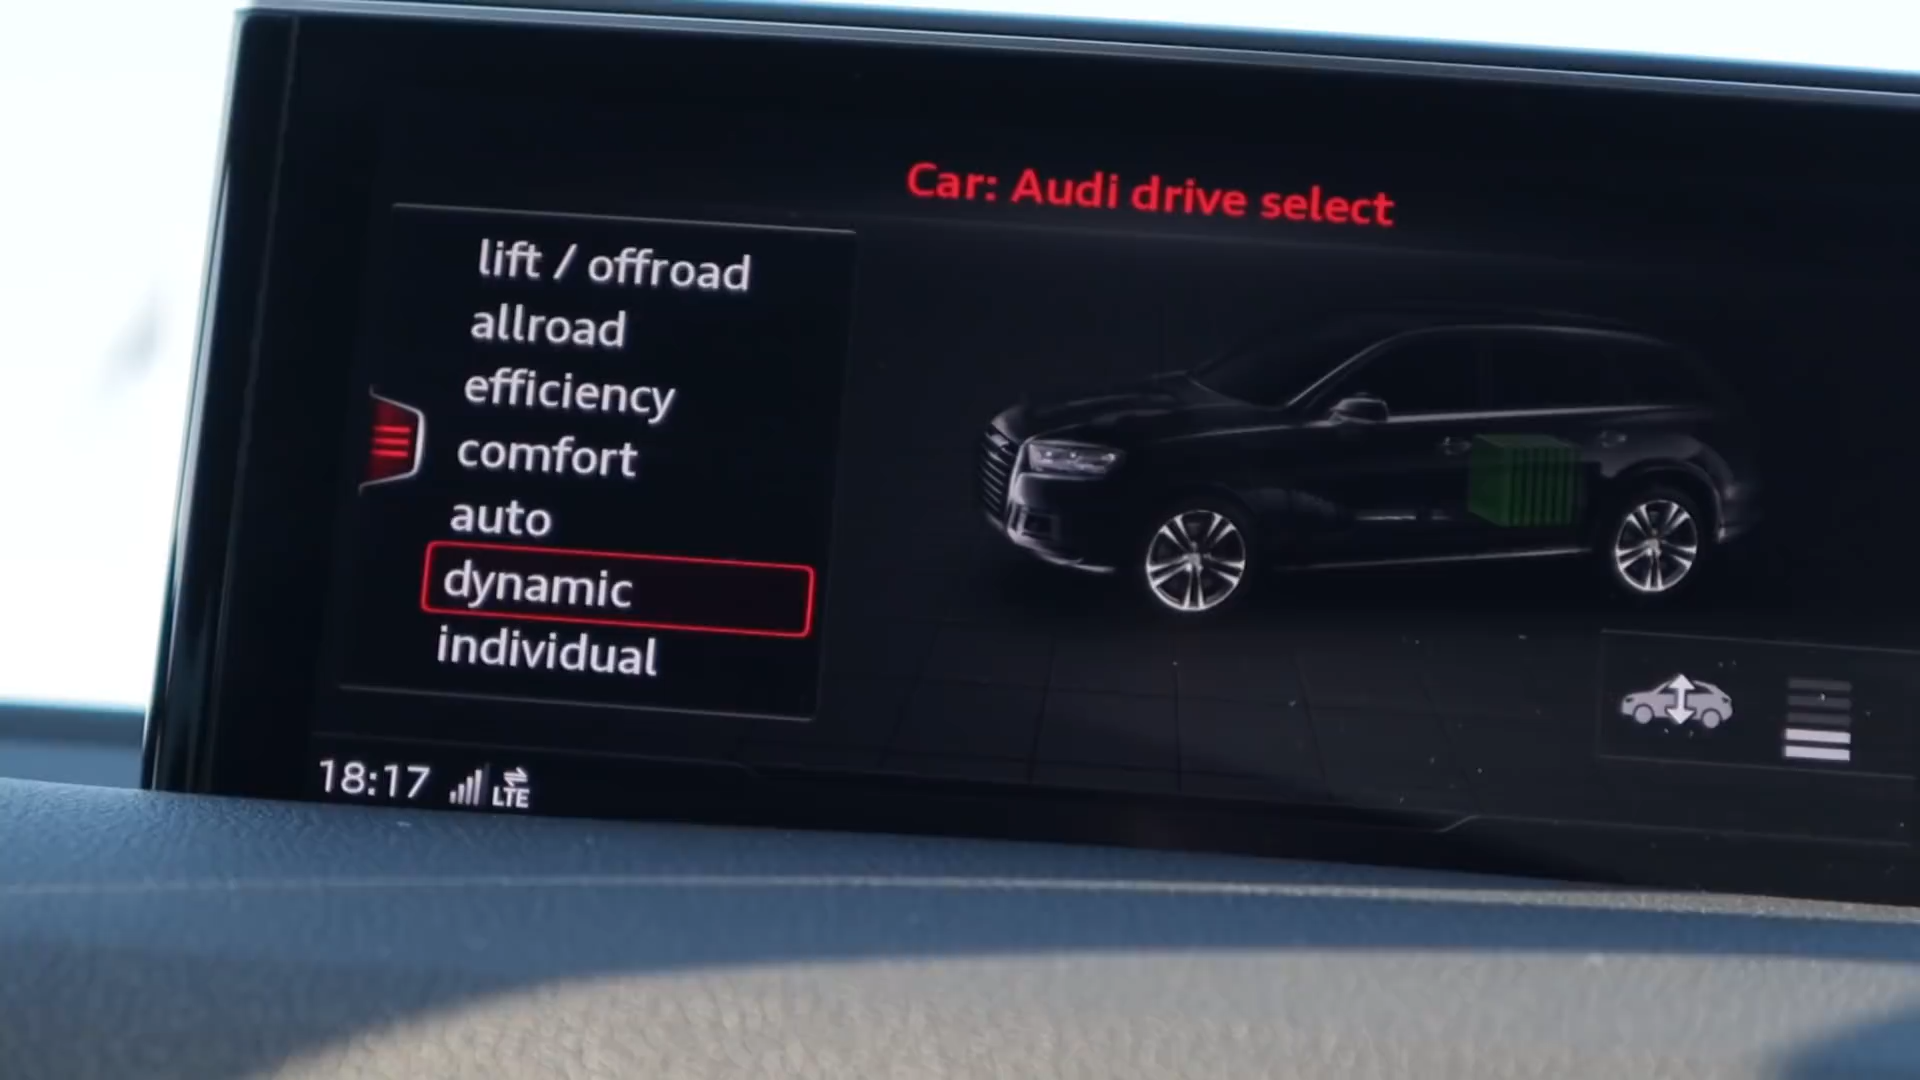 Car: Audi drive select
lift / offroad
allroad
efficiency
comfort
auto
dynamic
individual
18:17 LTE